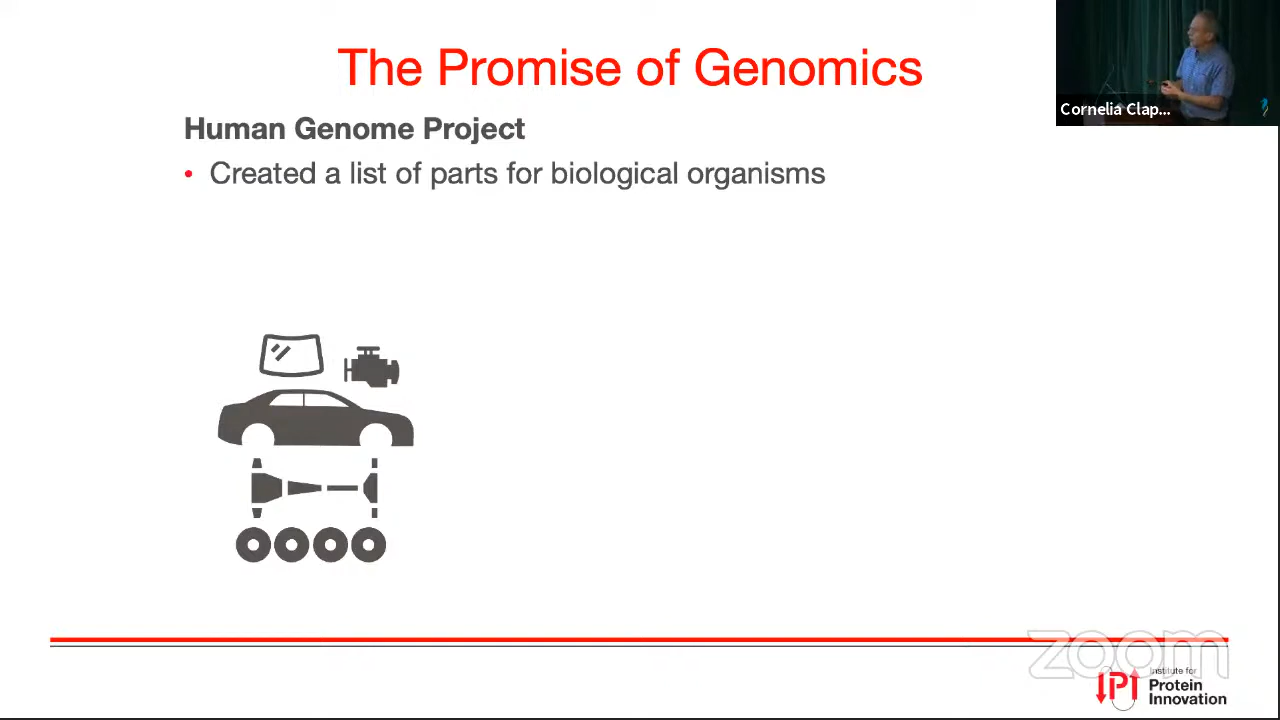 The Promise of Genomics
Cornelia Clap...
Human Genome Project
• Created a list of parts for biological organisms
zoom
Institute for
IPI Protein
Innovation